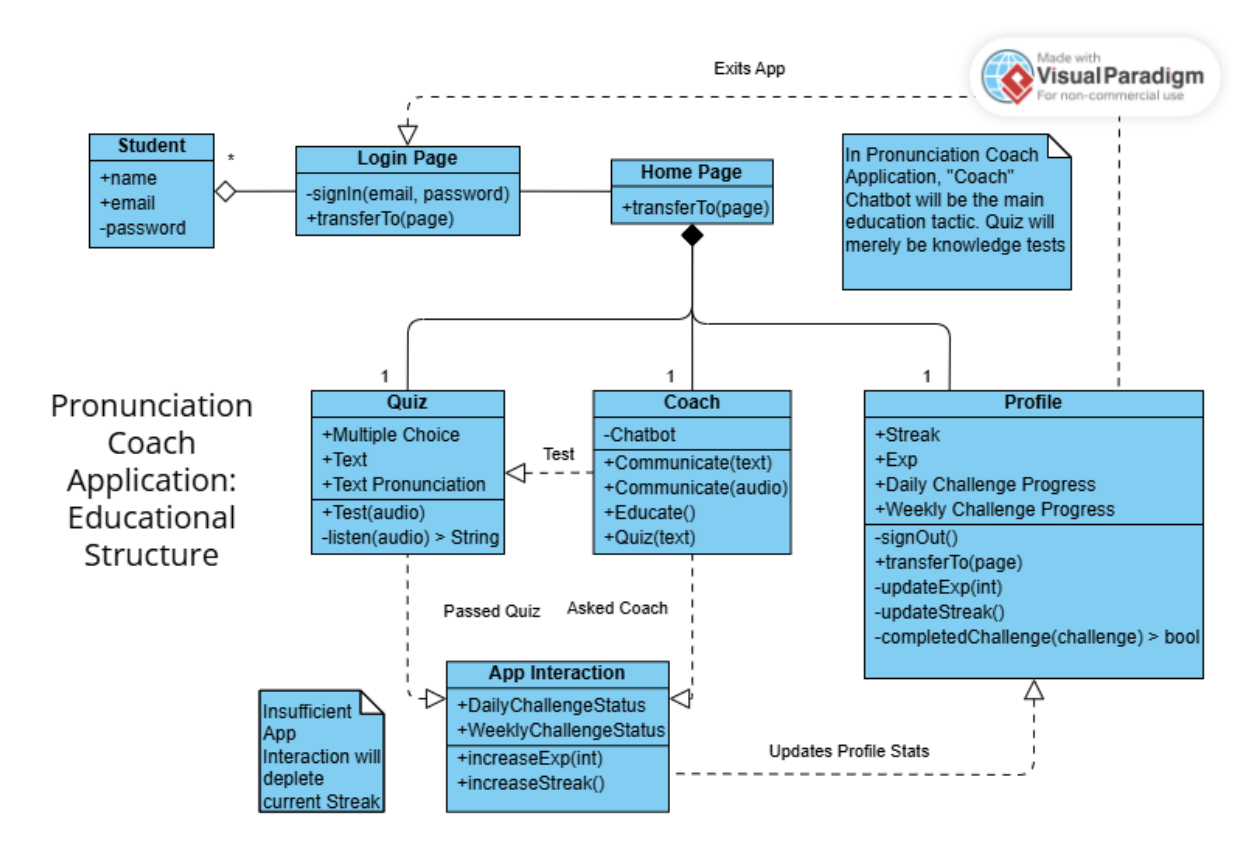 Made with
Visual Paradigm
For non-commercial use
Exits App
Student
+name
+email
-password
*
Login Page
-signIn(email, password)
+transferTo(page)
Home Page
+transferTo(page)
In Pronunciation Coach
Application, "Coach"
Chatbot will be the main
education tactic. Quiz will
merely be knowledge tests
Pronunciation
Coach
Application:
Educational
Structure
1
Quiz
+Multiple Choice
+Text
+Text Pronunciation
+Test(audio)
-listen(audio) > String
Test
1
Coach
-Chatbot
+Communicate(text)
+Communicate(audio)
+Educate()
+Quiz(text)
1
Profile
+Streak
+Exp
+Daily Challenge Progress
+Weekly Challenge Progress
-signOut()
+transferTo(page)
-updateExp(int)
-updateStreak()
-completedChallenge(challenge) > bool
Passed Quiz
Asked Coach
Insufficient
App
Interaction will
deplete
current Streak
App Interaction
+DailyChallengeStatus
+WeeklyChallengeStatus
+increaseExp(int)
+increaseStreak()
Updates Profile Stats